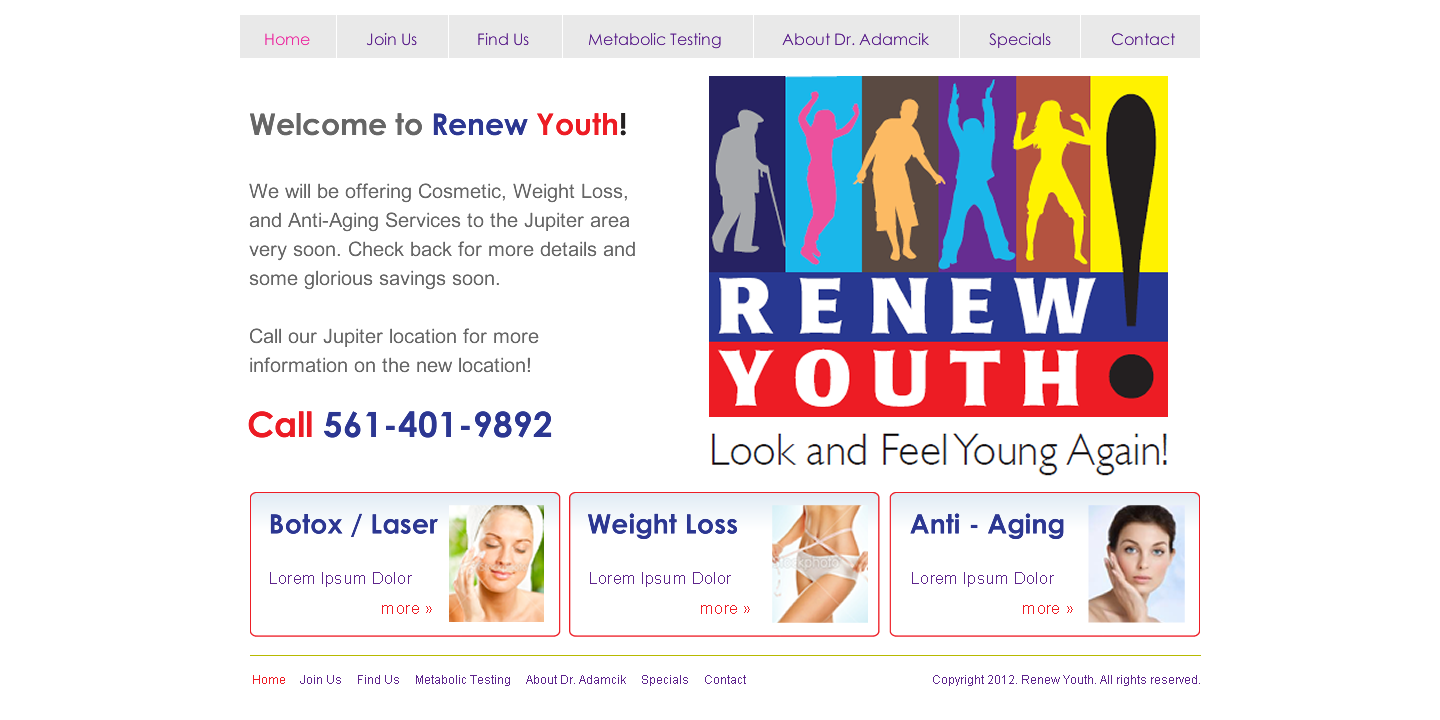 Home Join Us Find Us Metabolic Testing About Dr. Adamcik Specials Contact
Welcome to Renew Youth!
We will be offering Cosmetic, Weight Loss,
and Anti-Aging Services to the Jupiter area
very soon. Check back for more details and
some glorious savings soon.
Call our Jupiter location for more
information on the new location!
Call 561-401-9892
RENEW
YOUTH!
Look and Feel Young Again!
Botox / Laser
Lorem Ipsum Dolor
more »
Weight Loss
Lorem Ipsum Dolor
more »
Anti - Aging
Lorem Ipsum Dolor
more »
Home Join Us Find Us Metabolic Testing About Dr. Adamcik Specials Contact
Copyright 2012. Renew Youth. All rights reserved.